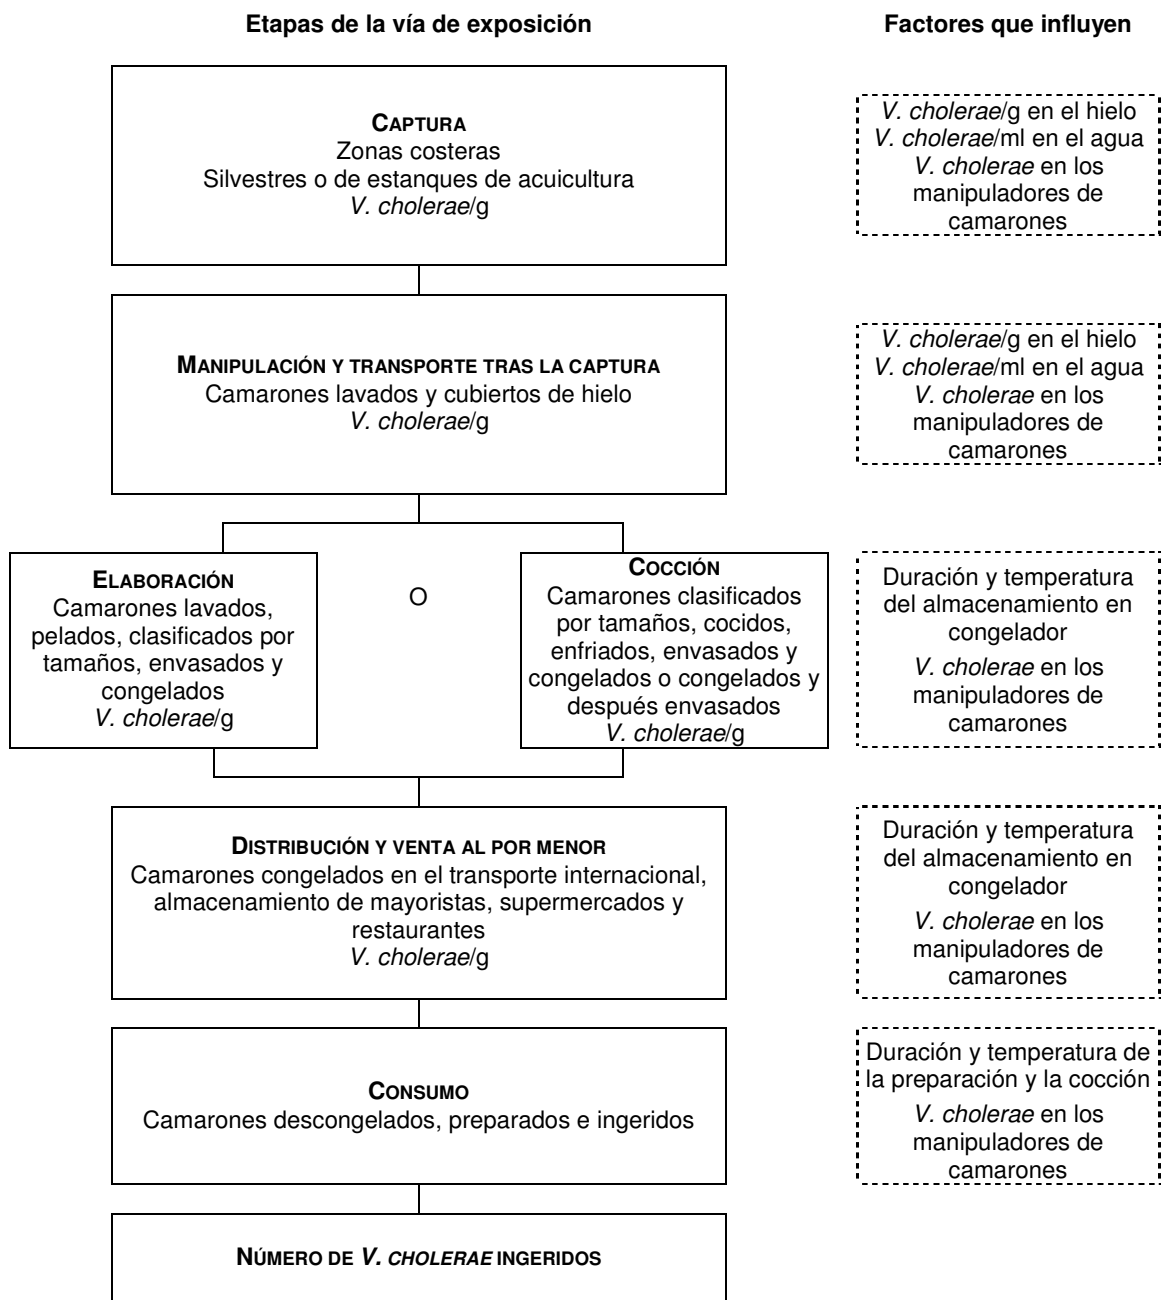 Etapas de la vía de exposición
Factores que influyen
CAPTURA
Zonas costeras
Silvestres o de estanques de acuicultura
V. cholerae/g
V. cholerae/g en el hielo
V. cholerae/ml en el agua
V. cholerae en los
manipuladores de
camarones
MANIPULACIÓN Y TRANSPORTE TRAS LA CAPTURA
Camarones lavados y cubiertos de hielo
V. cholerae/g
V. cholerae/g en el hielo
V. cholerae/ml en el agua
V. cholerae en los
manipuladores de
camarones
ELABORACIÓN
Camarones lavados,
pelados, clasificados por
tamaños, envasados y
congelados
V. cholerae/g
O
COCCIÓN
Camarones clasificados
por tamaños, cocidos,
enfriados, envasados y
congelados o congelados y
después envasados
V. cholerae/g
Duración y temperatura
del almacenamiento en
congelador
V. cholerae en los
manipuladores de
camarones
DISTRIBUCIÓN Y VENTA AL POR MENOR
Camarones congelados en el transporte internacional,
almacenamiento de mayoristas, supermercados y
restaurantes
V. cholerae/g
Duración y temperatura
del almacenamiento en
congelador
V. cholerae en los
manipuladores de
camarones
CONSUMO
Camarones descongelados, preparados e ingeridos
Duración y temperatura de
la preparación y la cocción
V. cholerae en los
manipuladores de
camarones
NÚMERO DE V. CHOLERAE INGERIDOS